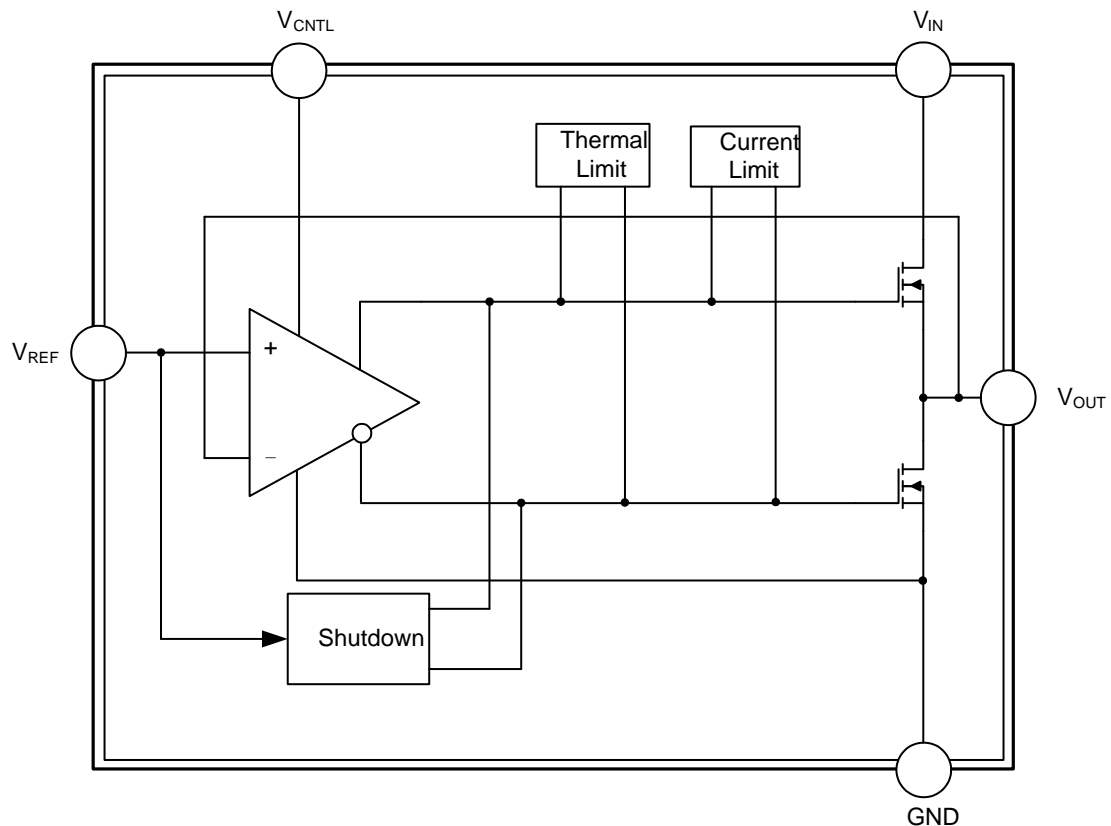 VCNTL
VIN
Thermal
Limit
Current
Limit
VREF
+
−
VOUT
Shutdown
GND